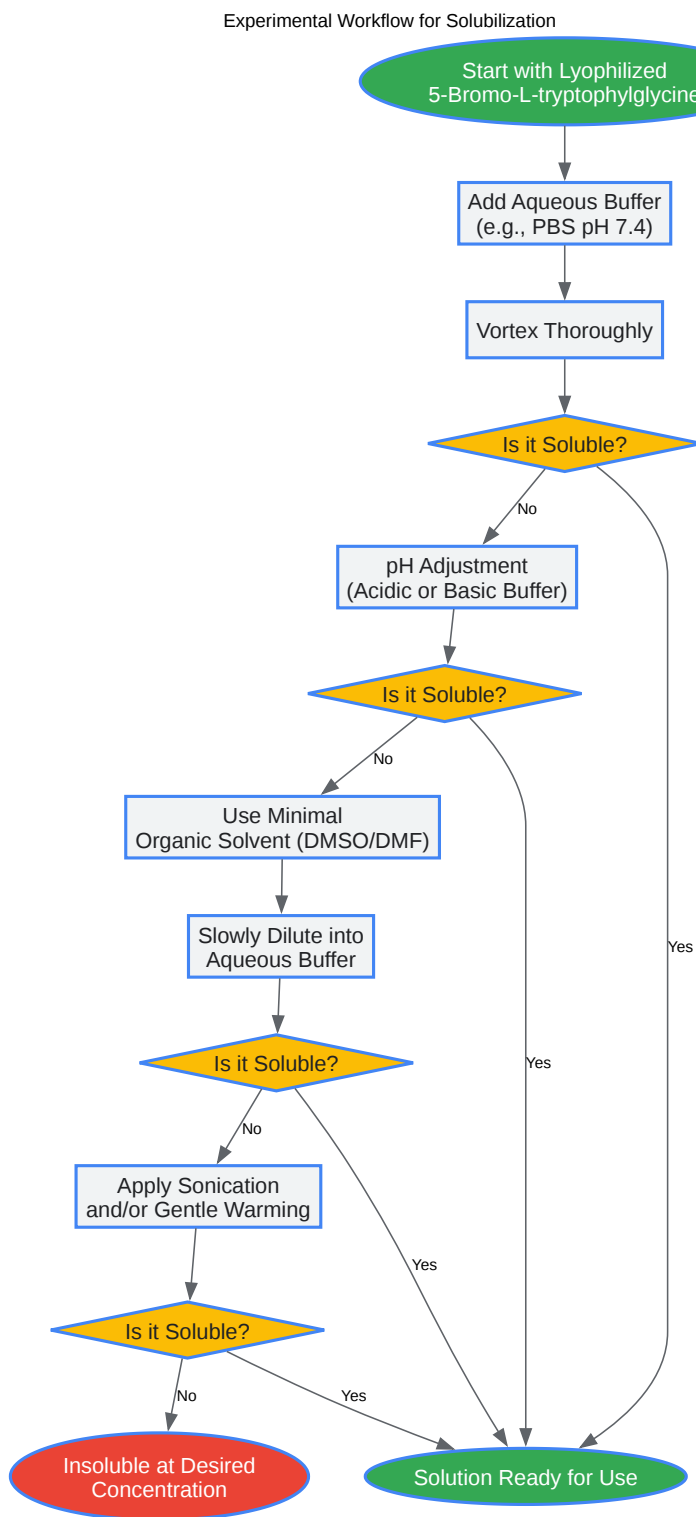 Experimental Workflow for Solubilization
Start with Lyophilized
5-Bromo-L-tryptophylglycine
Add Aqueous Buffer
(e.g., PBS pH 7.4)
Vortex Thoroughly
Is it Soluble?
No
pH Adjustment
(Acidic or Basic Buffer)
Is it Soluble?
No
Use Minimal
Organic Solvent (DMSO/DMF)
Slowly Dilute into
Aqueous Buffer
Yes
Is it Soluble?
Yes
No
Apply Sonication
and/or Gentle Warming
Yes
Is it Soluble?
No
Yes
Insoluble at Desired
Concentration
Solution Ready for Use